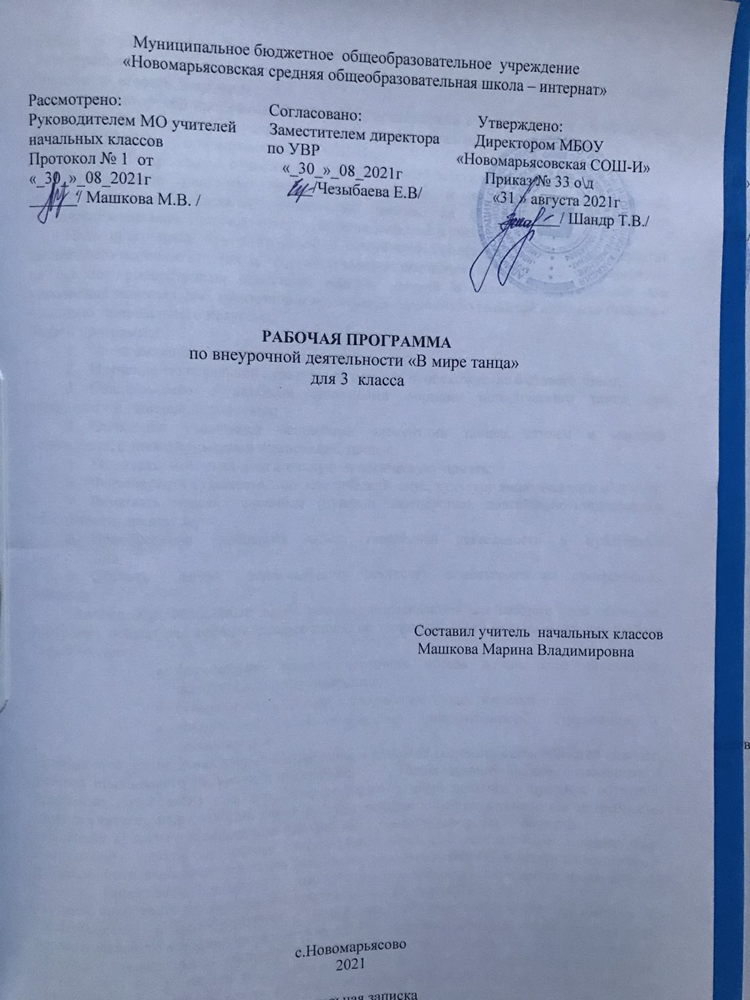 Муниципальное бюджетное общеобразовательное учреждение
«Новомарьясовская средняя общеобразовательная школа – интернат»
Рассмотрено:
Руководителем МО учителей
начальных классов
Протокол № 1 от
«_30_»_08_2021г
______/ Машкова М.В. /
Согласовано:
Заместителем директора
по УВР
«_30_»_08_2021г
____/Чезыбаева Е.В/
Утверждено:
Директором МБОУ
«Новомарьясовская СОШ-И»
Приказ № 33 о\д
«31 » августа 2021г
_______/ Шандр Т.В./
РАБОЧАЯ ПРОГРАММА
по внеурочной деятельности «В мире танца»
для 3 класса
Составил учитель начальных классов
Машкова Марина Владимировна
с.Новомарьясово
2021
записка